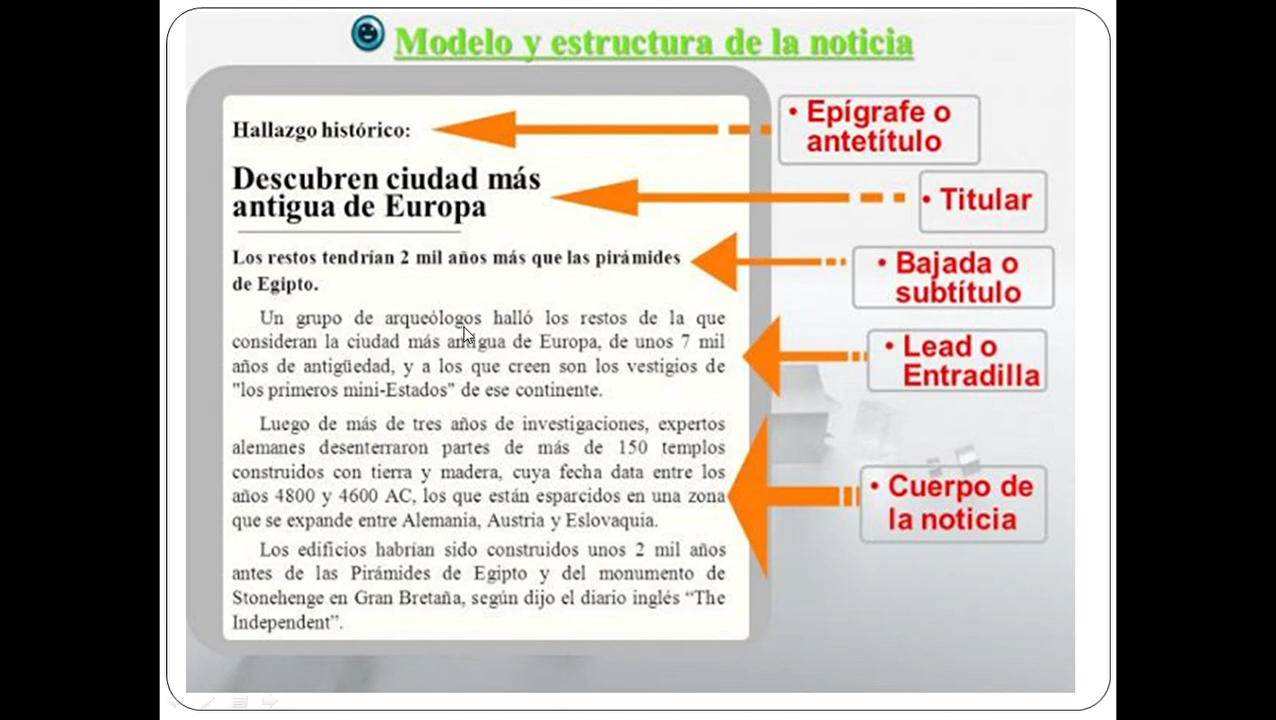 Modelo y estructura de la noticia
Hallazgo histórico:
Descubren ciudad más
antigua de Europa
Los restos tendrían 2 mil años más que las pirámides
de Egipto.
Un grupo de arqueólogos halló los restos de la que
consideran la ciudad más antigua de Europa, de unos 7 mil
años de antigüedad, y a los que creen son los vestigios de
"los primeros mini-Estados" de ese continente.
Luego de más de tres años de investigaciones, expertos
alemanes desenterraron partes de más de 150 templos
construidos con tierra y madera, cuya fecha data entre los
años 4800 y 4600 AC, los que están esparcidos en una zona
que se expande entre Alemania, Austria y Eslovaquia.
Los edificios habrían sido construidos unos 2 mil años
antes de las Pirámides de Egipto y del monumento de
Stonehenge en Gran Bretaña, según dijo el diario inglés “The
Independent”.
• Epígrafe o
antetítulo
• Titular
• Bajada o
subtítulo
• Lead o
Entradilla
• Cuerpo de
la noticia